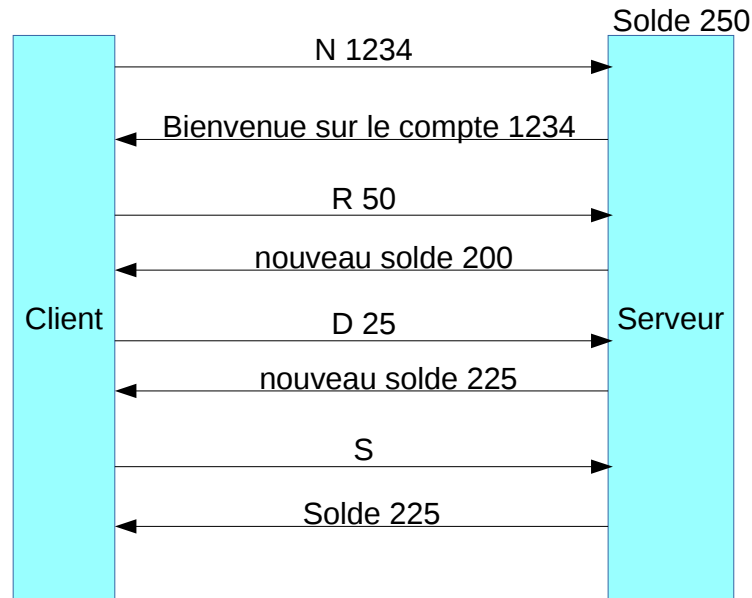 Solde 250
N 1234
Bienvenue sur le compte 1234
R 50
nouveau solde 200
Client
D 25
Serveur
nouveau solde 225
S
Solde 225